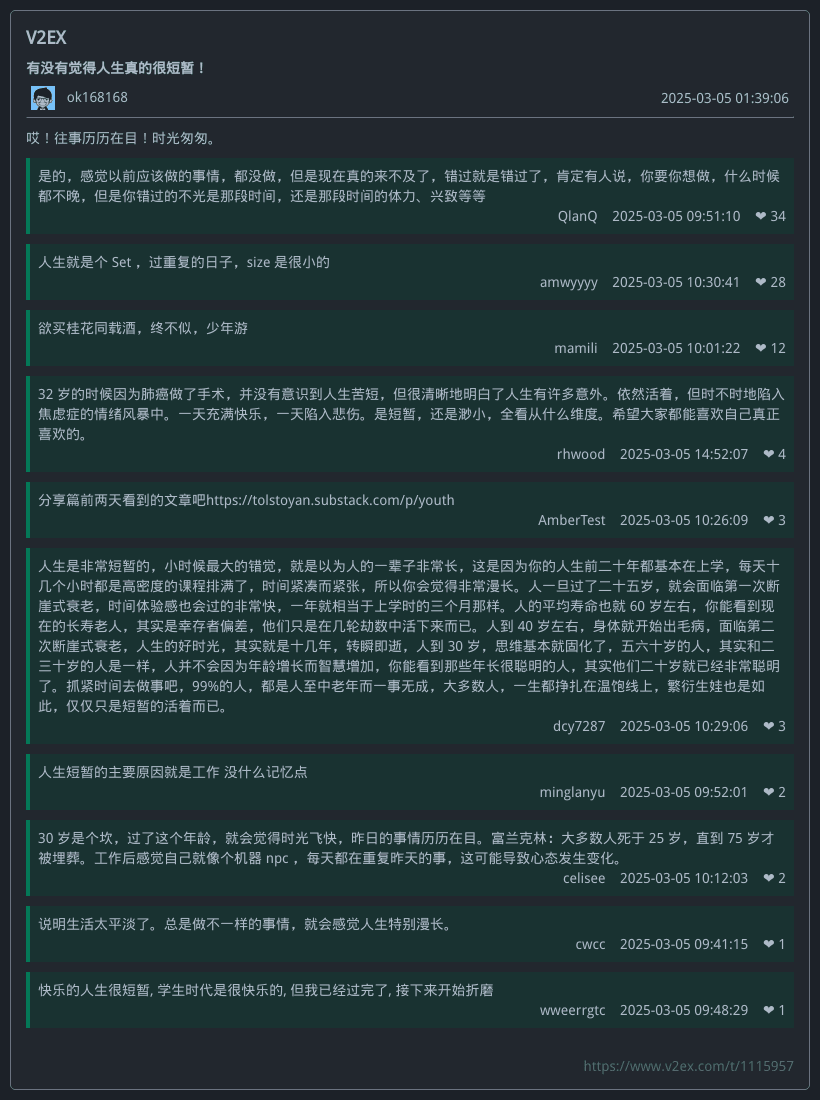 V2EX
有没有觉得人生真的很短暂！
ok168168 2025-03-05 01:39:06
哎！往事历历在目！时光匆匆。
是的，感觉以前应该做的事情，都没做，但是现在真的来不及了，错过就是错过了，肯定有人说，你要你想做，什么时候
都不晚，但是你错过的不光是那段时间，还是那段时间的体力、兴致等等
QlanQ 2025-03-05 09:51:10 ❤ 34
人生就是个 Set ，过重复的日子，size 是很小的
amwyyyy 2025-03-05 10:30:41 ❤ 28
欲买桂花同载酒，终不似，少年游
mamili 2025-03-05 10:01:22 ❤ 12
32 岁的时候因为肺癌做了手术，并没有意识到人生苦短，但很清晰地明白了人生有许多意外。依然活着，但时不时地陷入
焦虑症的情绪风暴中。一天充满快乐，一天陷入悲伤。是短暂，还是渺小，全看从什么维度。希望大家都能喜欢自己真正
喜欢的。
rhwood 2025-03-05 14:52:07 ❤ 4
分享篇前两天看到的文章吧https://tolstoyan.substack.com/p/youth
AmberTest 2025-03-05 10:26:09 ❤ 3
人生是非常短暂的，小时候最大的错觉，就是以为人的一辈子非常长，这是因为你的人生前二十年都基本在上学，每天十
几个小时都是高密度的课程排满了，时间紧凑而紧张，所以你会觉得非常漫长。人一旦过了二十五岁，就会面临第一次断
崖式衰老，时间体验感也会过的非常快，一年就相当于上学时的三个月那样。人的平均寿命也就 60 岁左右，你能看到现
在的长寿老人，其实是幸存者偏差，他们只是在几轮劫数中活下来而已。人到 40 岁左右，身体就开始出毛病，面临第二
次断崖式衰老，人生的好时光，其实就是十几年，转瞬即逝，人到 30 岁，思维基本就固化了，五六十岁的人，其实和二
三十岁的人是一样，人并不会因为年龄增长而智慧增加，你能看到那些年长很聪明的人，其实他们二十岁就已经非常聪明
了。抓紧时间去做事吧，99%的人，都是人至中老年而一事无成，大多数人，一生都挣扎在温饱线上，繁衍生娃也是如
此，仅仅只是短暂的活着而已。
dcy7287 2025-03-05 10:29:06 ❤ 3
人生短暂的主要原因就是工作 没什么记忆点
minglanyu 2025-03-05 09:52:01 ❤ 2
30 岁是个坎，过了这个年龄，就会觉得时光飞快，昨日的事情历历在目。富兰克林：大多数人死于 25 岁，直到 75 岁才
被埋葬。工作后感觉自己就像个机器 npc ，每天都在重复昨天的事，这可能导致心态发生变化。
celisee 2025-03-05 10:12:03 ❤ 2
说明生活太平淡了。总是做不一样的事情，就会感觉人生特别漫长。
cwcc 2025-03-05 09:41:15 ❤ 1
快乐的人生很短暂, 学生时代是很快乐的, 但我已经过完了, 接下来开始折磨
wweerrgtc 2025-03-05 09:48:29 ❤ 1
https://www.v2ex.com/t/1115957